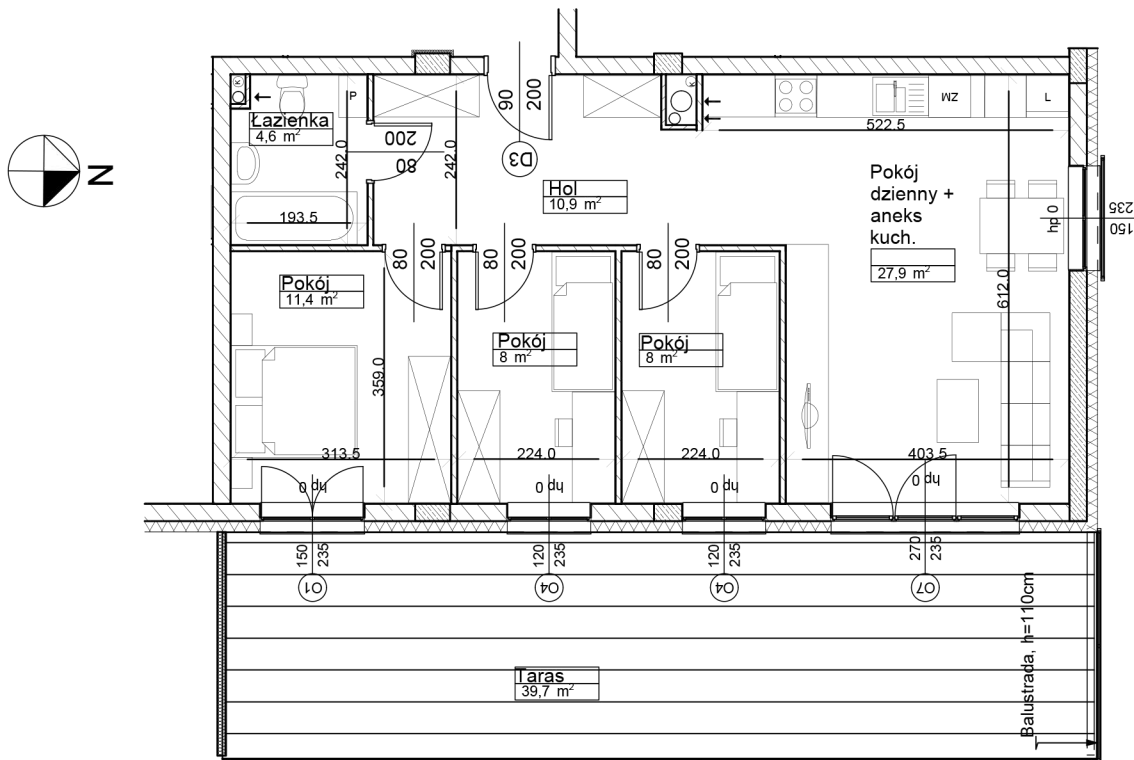 N
K
Łazienka
4,6 m²
P
242.0
193.5
200
80
242.0
90
200
D3
Hol
10,9 m²
K
ZM
L
522.5
Pokój
dzienny +
aneks
kuch.
27,9 m²
hp 0
235
150
612.0
403.5
hp 0
Pokój
11,4 m²
80
200
359.0
313.5
hp 0
80
200
Pokój
8 m²
224.0
hp 0
80
200
Pokój
8 m²
224.0
hp 0
150
235
O1
120
235
O4
120
235
O4
270
235
O7
Taras
39,7 m²
Balustrada, h=110cm